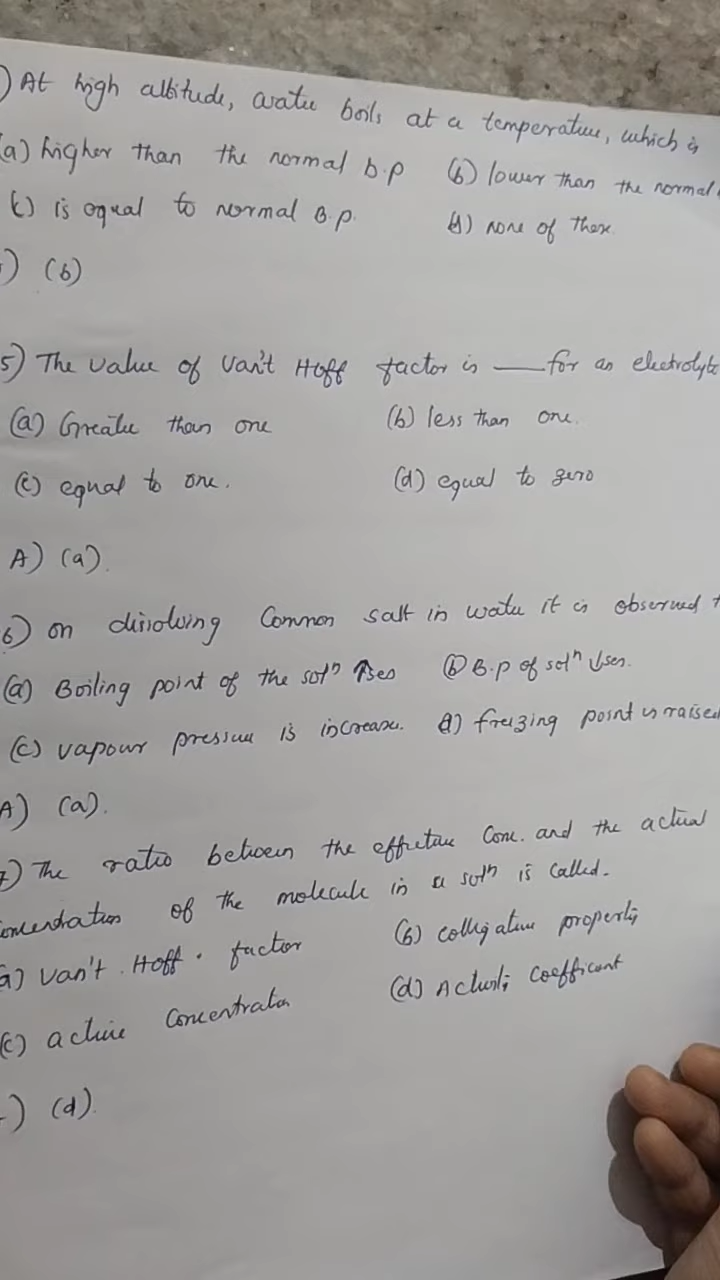 ) At high altitude, water boils at a temperature, which is
(a) higher than the normal b.p (b) lower than the normal
(c) is equal to normal B.p. (d) none of these.
) (b)
5) The value of Van't Hoff factor is ___ for an electrolyte
(a) Greater than one (b) less than one.
(c) equal to one. (d) equal to zero
A) (a).
6) on dissolving Common salt in water it is observed
(a) Boiling point of the solⁿ ↑ses (b) B.p of solⁿ ↓ses.
(c) vapour pressure is increase. d) freezing point is raised
A) (a).
7) The ratio between the effective Conc. and the actual
concentration of the molecule in a solⁿ is called.
a) Van't Hoff. factor (b) colligative property
(c) active Concentration (d) Activity Coefficient
) (d).